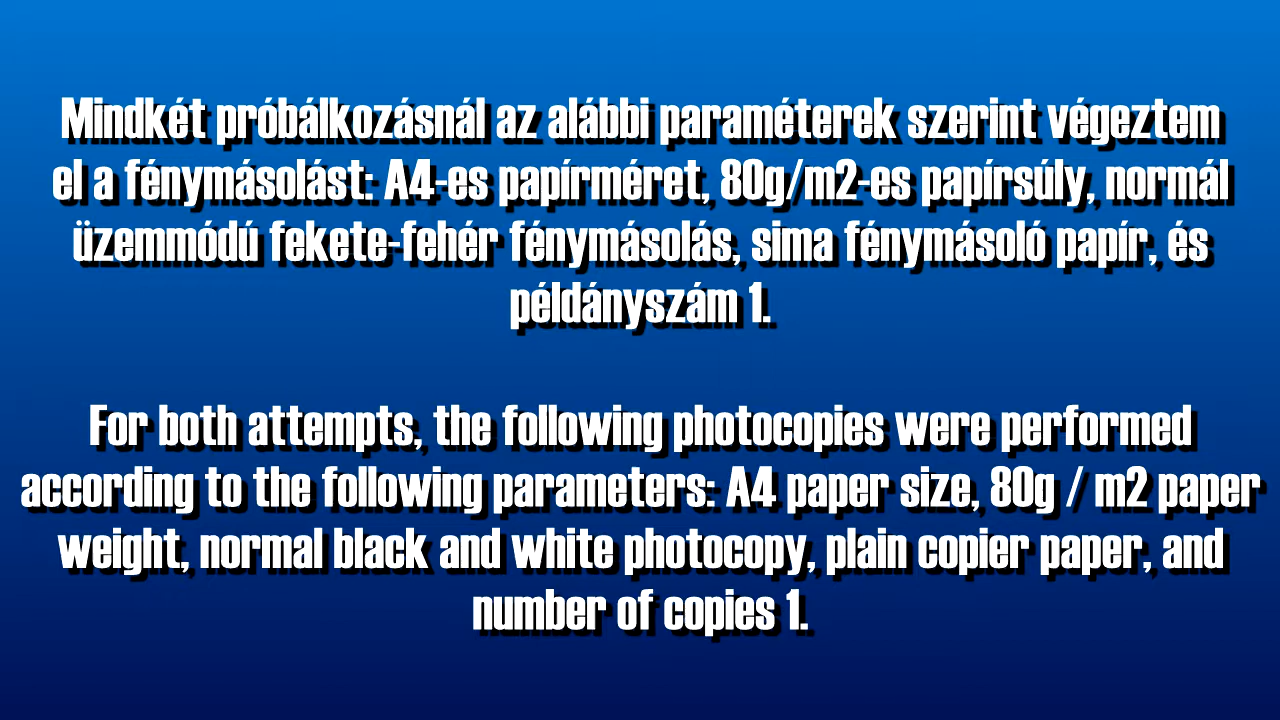 Mindkét próbálkozásnál az alábbi paraméterek szerint végeztem
el a fénymásolást: A4-es papírméret, 80g/m2-es papírsúly, normál
üzemmódú fekete-fehér fénymásolás, sima fénymásoló papír, és
példányszám 1.
For both attempts, the following photocopies were performed
according to the following parameters: A4 paper size, 80g / m2 paper
weight, normal black and white photocopy, plain copier paper, and
number of copies 1.